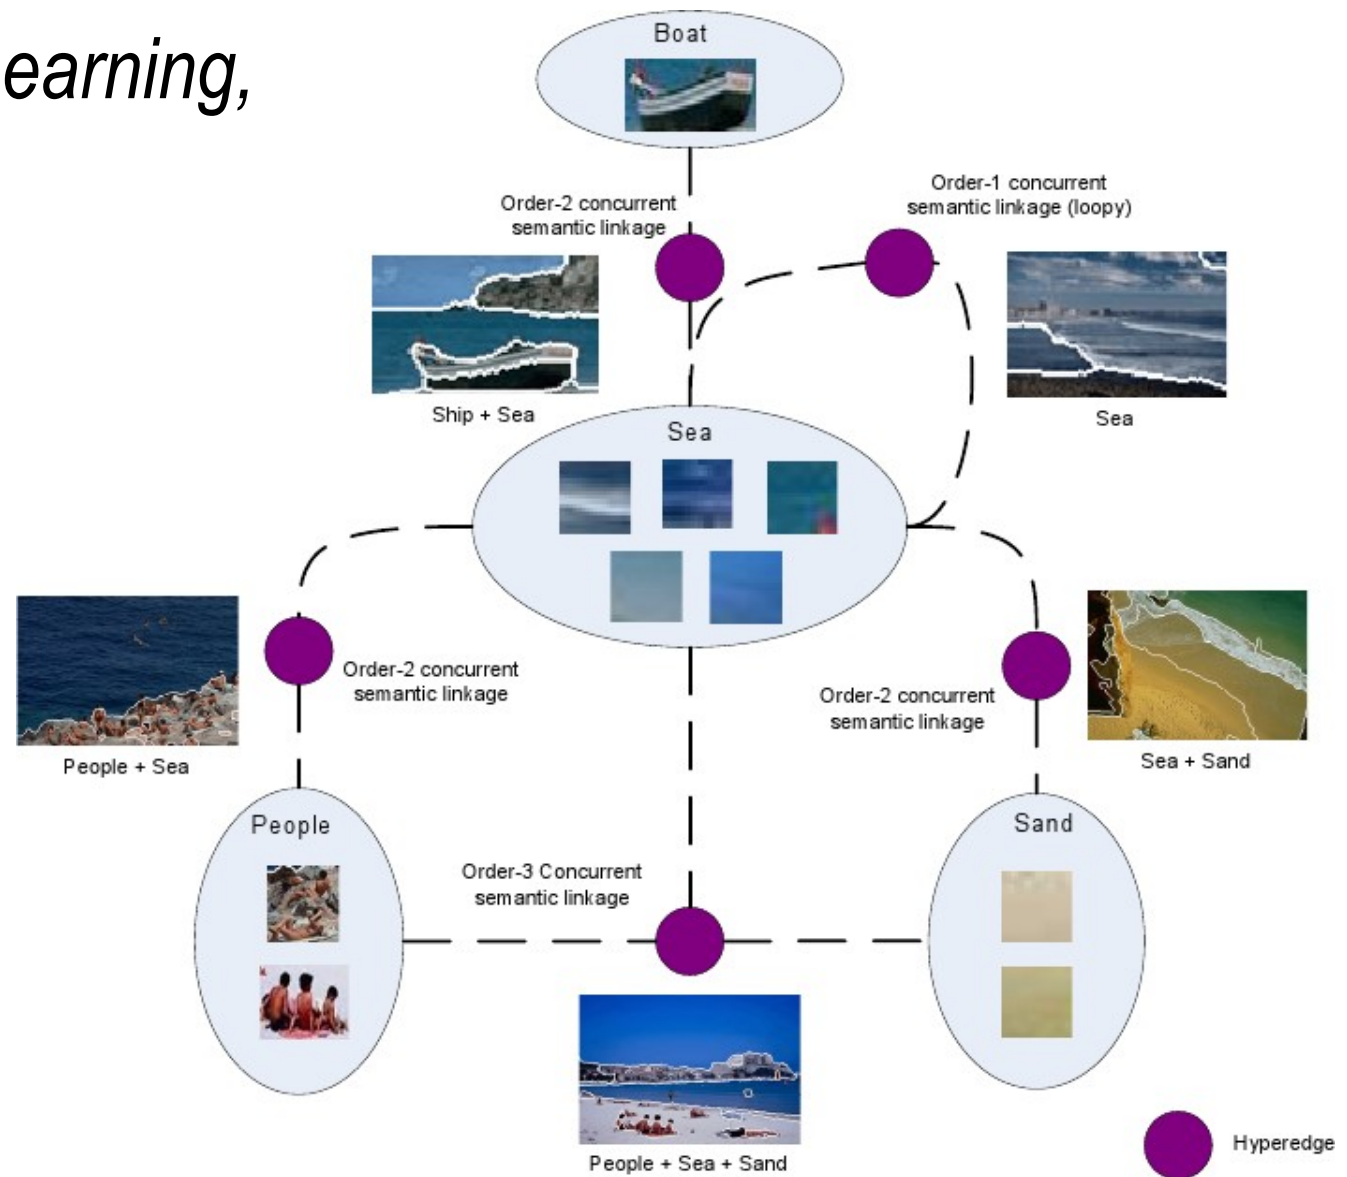 earning,
Boat
Order-1 concurrent
semantic linkage (loopy)
Order-2 concurrent
semantic linkage
Ship + Sea
Sea
Sea
Order-2 concurrent
semantic linkage
Order-2 concurrent
semantic linkage
People + Sea
Sea + Sand
People
Sand
Order-3 Concurrent
semantic linkage
Hyperedge
People + Sea + Sand